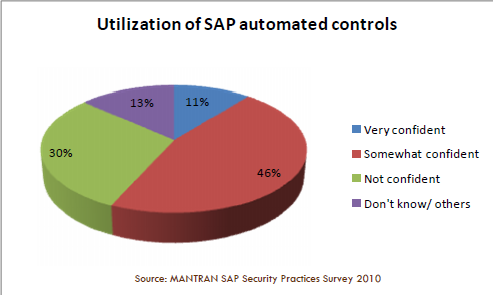 Utilization of SAP automated controls
13%
11%
30%
46%
Very confident
Somewhat confident
Not confident
Don't know/ others
Source: MANTRAN SAP Security Practices Survey 2010